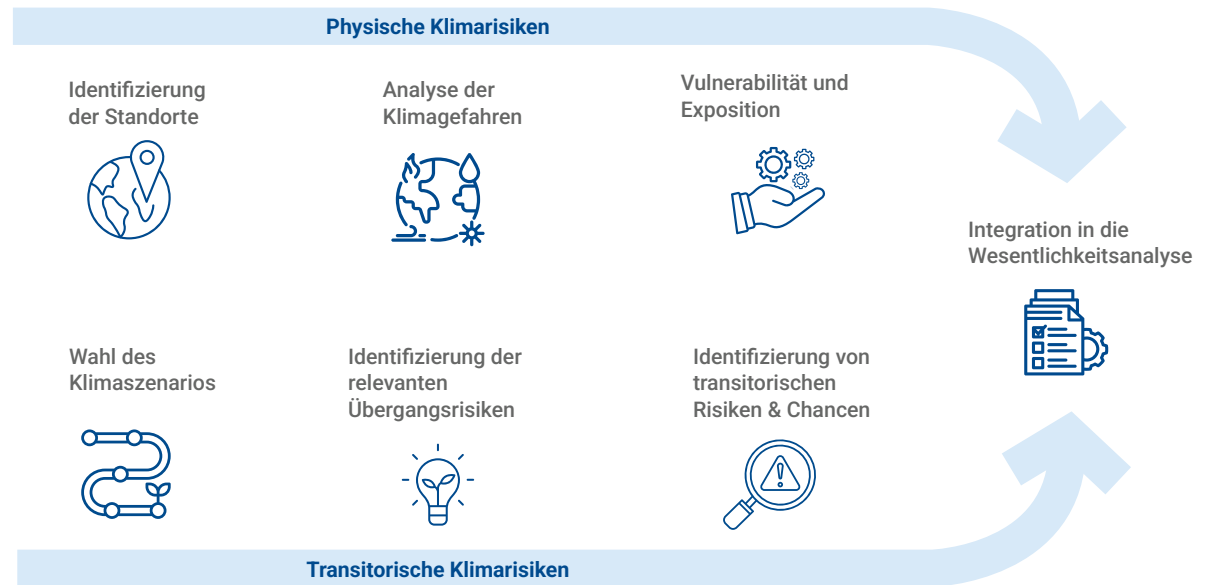 Physische Klimarisiken
Identifizierung
der Standorte
Analyse der
Klimagefahren
Vulnerabilität und
Exposition
Integration in die
Wesentlichkeitsanalyse
Wahl des
Klimaszenarios
Identifizierung der
relevanten
Übergangsrisiken
Identifizierung von
transitorischen
Risiken & Chancen
Transitorische Klimarisiken